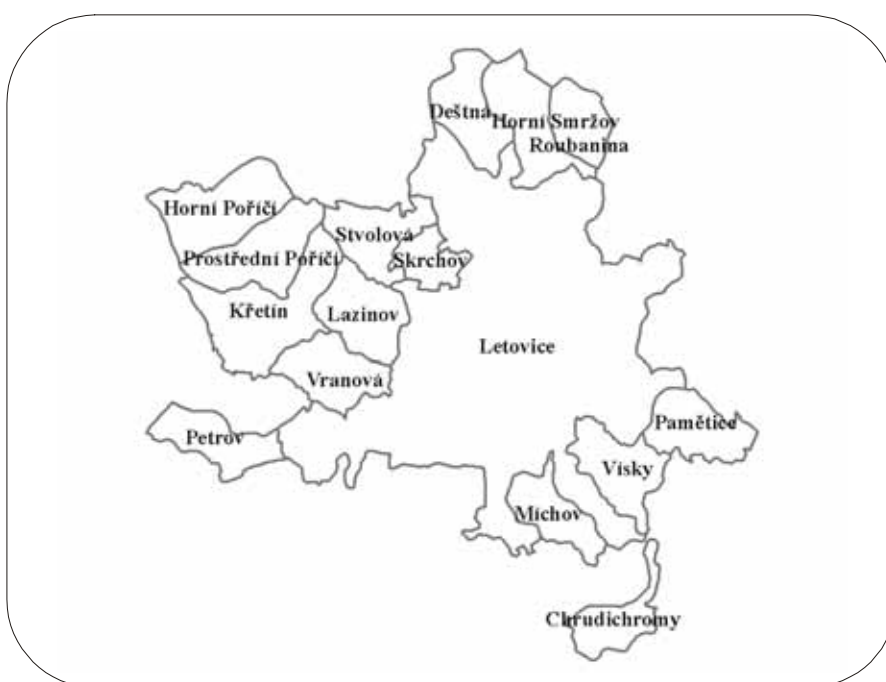 Deštná
Horní Smržov
Roubanina
Horní Poříčí
Stvolová
Prostřední Poříčí
Skrchov
Křetín
Lazinov
Letovice
Vranová
Petrov
Pamětice
Vísky
Míchov
Chrudichromy